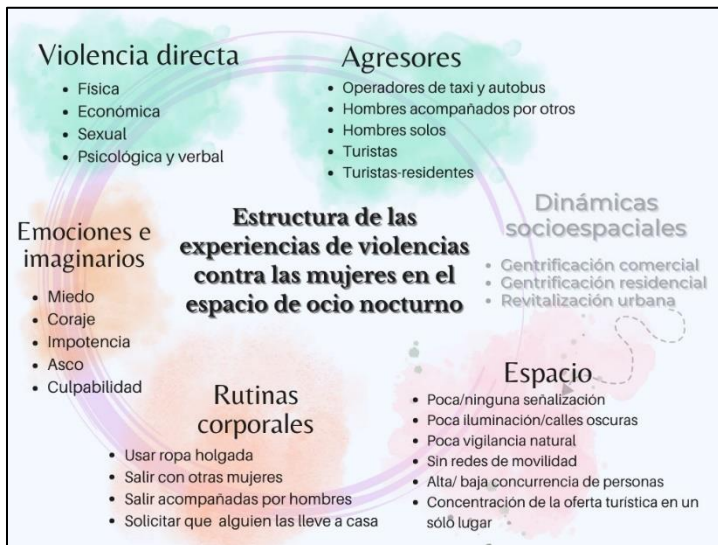 Violencia directa
• Física
• Económica
• Sexual
• Psicológica y verbal
Agresores
• Operadores de taxi y autobus
• Hombres acompañados por otros
• Hombres solos
• Turistas
• Turistas-residentes
Emociones e
imaginarios
• Miedo
• Coraje
• Impotencia
• Asco
• Culpabilidad
Estructura de las
experiencias de violencias
contra las mujeres en el
espacio de ocio nocturno
Dinámicas
socioespaciales
• Gentrificación comercial
• Gentrificación residencial
• Revitalización urbana
Rutinas
corporales
• Usar ropa holgada
• Salir con otras mujeres
• Salir acompañadas por hombres
• Solicitar que alguien las lleve a casa
Espacio
• Poca/ninguna señalización
• Poca iluminación/calles oscuras
• Poca vigilancia natural
• Sin redes de movilidad
• Alta/ baja concurrencia de personas
• Concentración de la oferta turística en un
sólo lugar